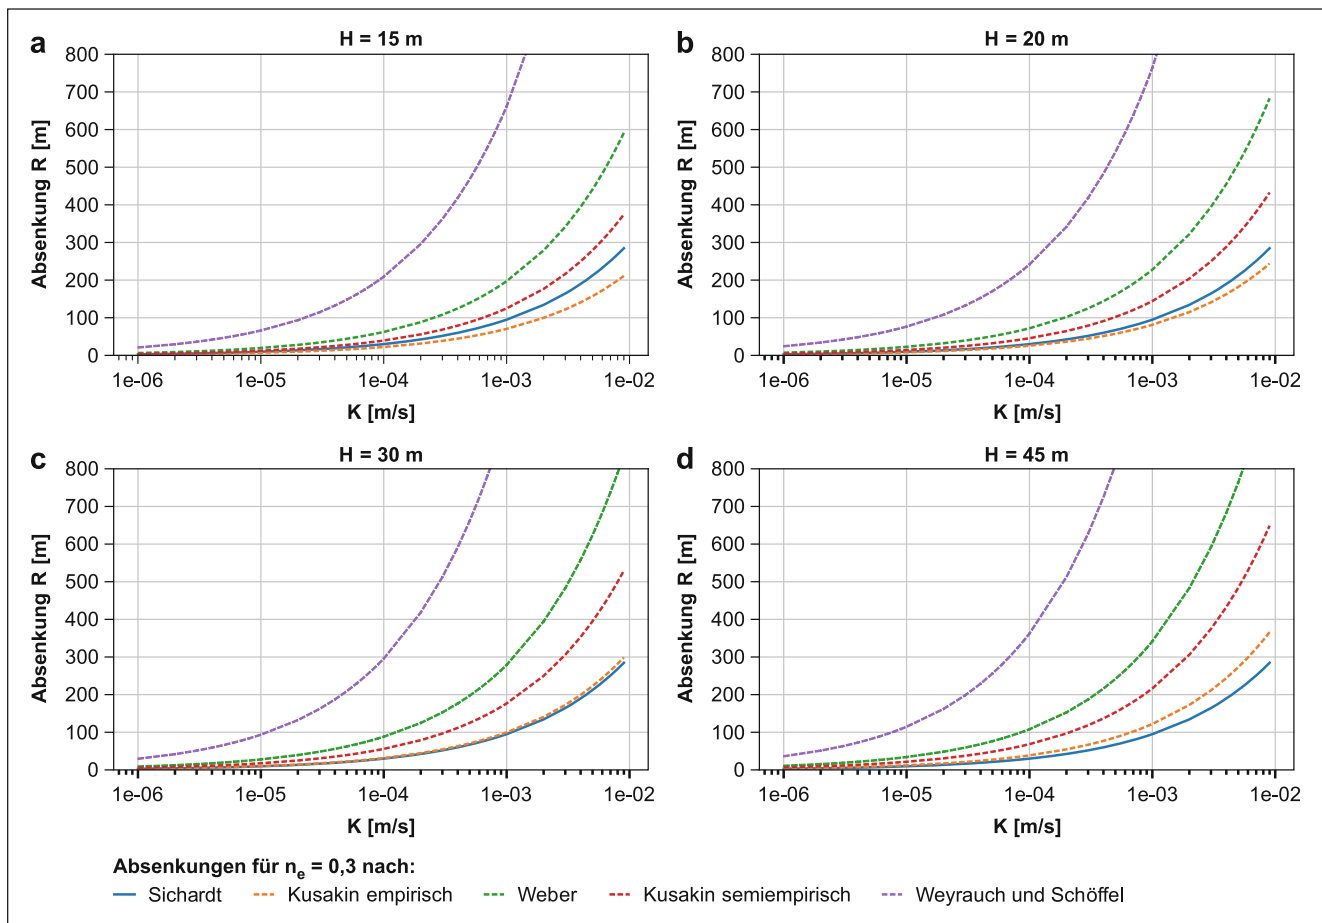 a
H = 15 m
800
700
600
500
400
300
200
100
0
Absenkung R [m]
1e-06 1e-05 1e-04 1e-03 1e-02
K [m/s]
b
H = 20 m
800
700
600
500
400
300
200
100
0
Absenkung R [m]
1e-06 1e-05 1e-04 1e-03 1e-02
K [m/s]
c
H = 30 m
800
700
600
500
400
300
200
100
0
Absenkung R [m]
1e-06 1e-05 1e-04 1e-03 1e-02
K [m/s]
d
H = 45 m
800
700
600
500
400
300
200
100
0
Absenkung R [m]
1e-06 1e-05 1e-04 1e-03 1e-02
K [m/s]
Absenkungen für nₑ = 0,3 nach:
Sichardt Kusakin empirisch Weber Kusakin semiempirisch Weyrauch und Schöffel